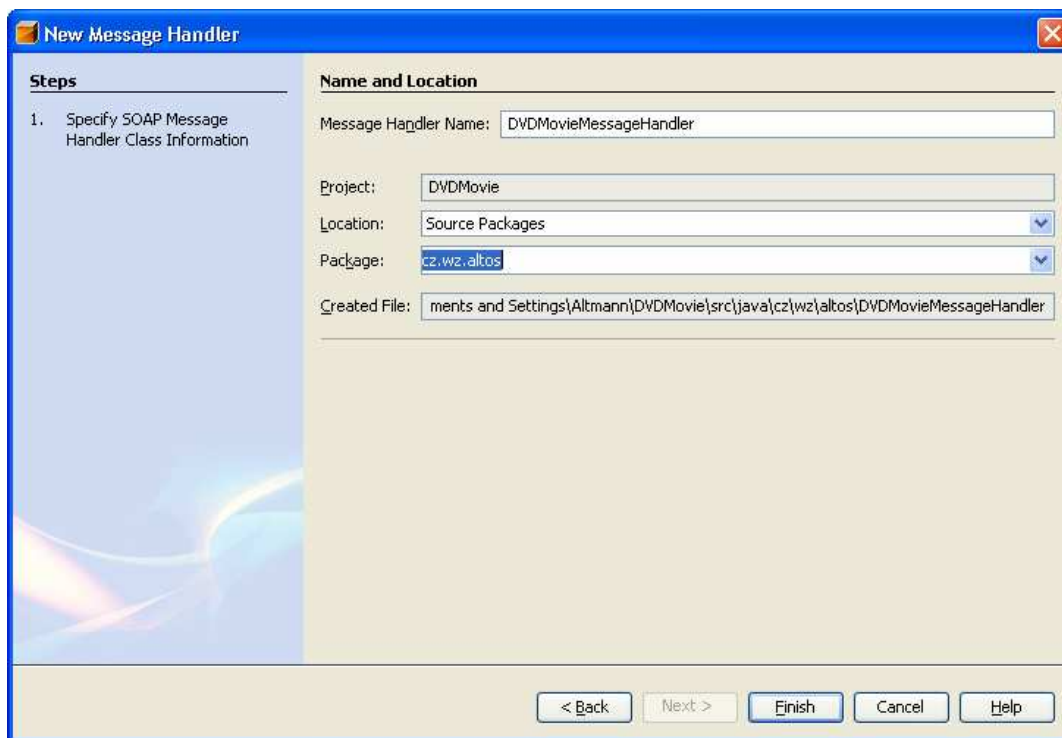 New Message Handler
Steps
1. Specify SOAP Message
Handler Class Information
Name and Location
Message Handler Name: DVDMovieMessageHandler
Project: DVDMovie
Location: Source Packages
Package: cz.wz.altos
Created File: ments and Settings\Altmann\DVDMovie\src\java\cz\wz\altos\DVDMovieMessageHandler
< Back Next > Finish Cancel Help